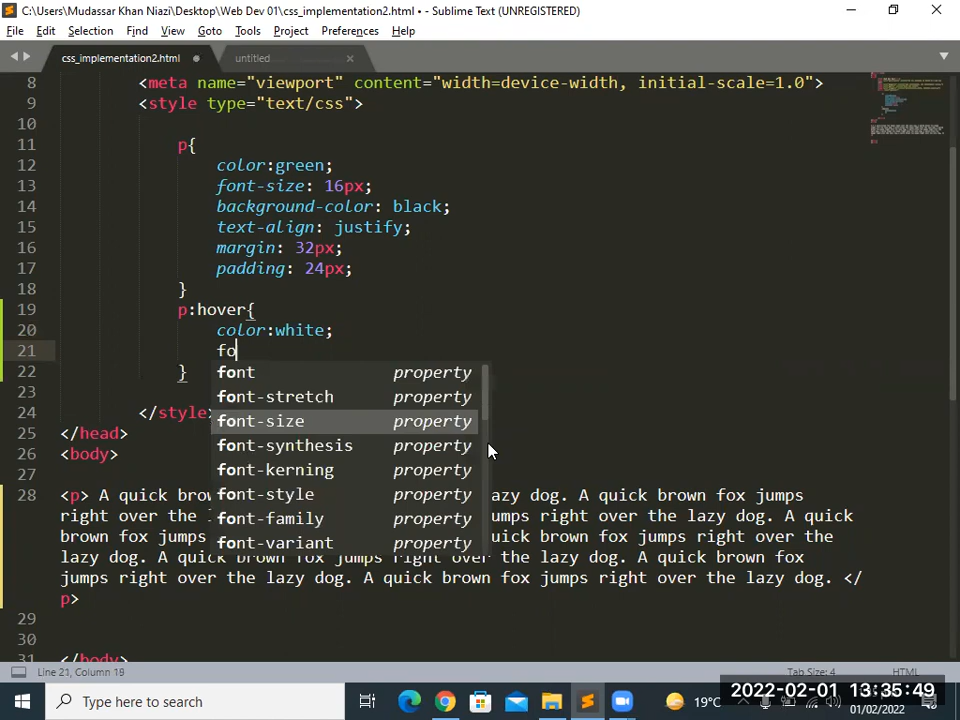 C:\Users\Mudassar Khan Niazi\Desktop\Web Dev 01\css_implementation2.html • - Sublime Text (UNREGISTERED)
File Edit Selection Find View Goto Tools Project Preferences Help
css_implementation2.html untitled
8 <meta name="viewport" content="width=device-width, initial-scale=1.0">
9 <style type="text/css">
10
11 p{
12 color:green;
13 font-size: 16px;
14 background-color: black;
15 text-align: justify;
16 margin: 32px;
17 padding: 24px;
18 }
19 p:hover{
20 color:white;
21 fo
22 }
font property
23
font-stretch property
24 </style
font-size property
25 </head>
font-synthesis property
26 <body>
font-kerning property
27
28 <p> A quick brow
font-style property
azy dog. A quick brown fox jumps
right over the
font-family property
umps right over the lazy dog. A quick
brown fox jumps
font-variant property
uick brown fox jumps right over the
lazy dog. A quick brown fox jumps right over the lazy dog. A quick brown fox
jumps right over the lazy dog. A quick brown fox jumps right over the lazy dog. </
p>
29
30
31 </body>
Line 21, Column 19 Tab Size: 4 HTML
Type here to search
19°C
2022-02-01 13:35:49
01/02/2022